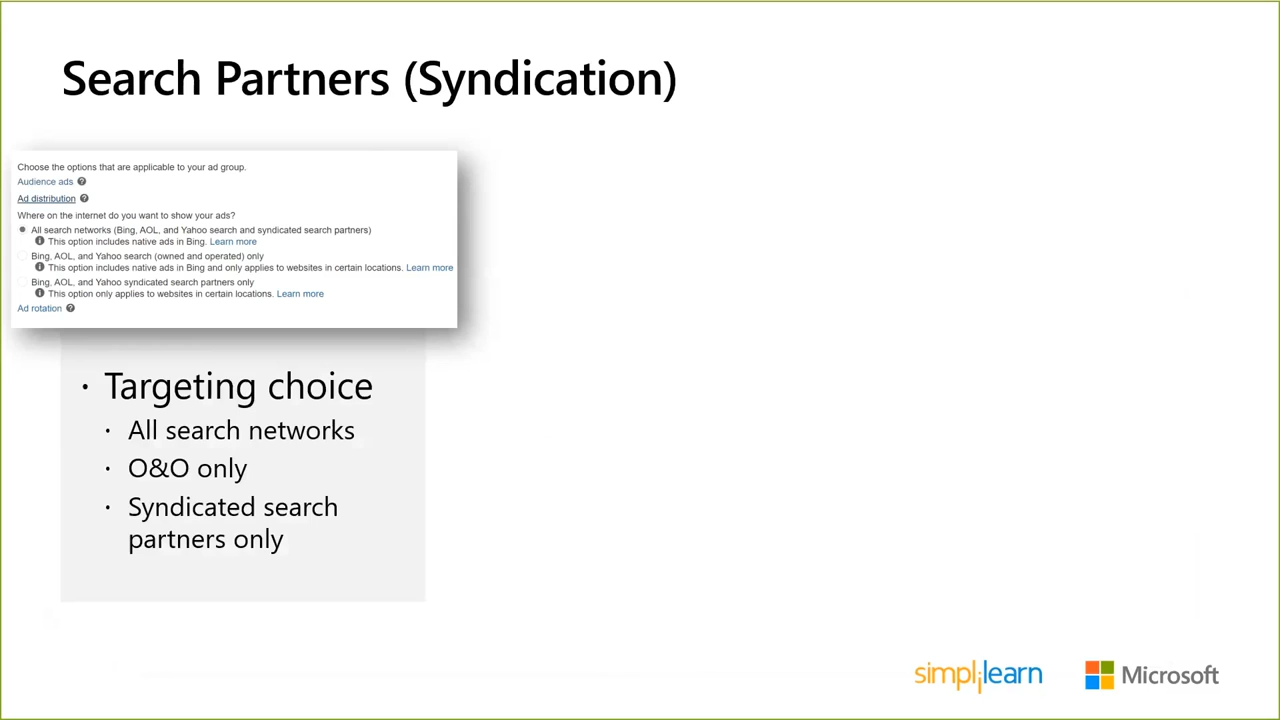 Search Partners (Syndication)
Choose the options that are applicable to your ad group.
Audience ads
Ad distribution
Where on the internet do you want to show your ads?
All search networks (Bing, AOL, and Yahoo search and syndicated search partners)
This option includes native ads in Bing. Learn more
Bing, AOL, and Yahoo search (owned and operated) only
This option includes native ads in Bing and only applies to websites in certain locations. Learn more
Bing, AOL, and Yahoo syndicated search partners only
This option only applies to websites in certain locations. Learn more
Ad rotation
• Targeting choice
• All search networks
• O&O only
• Syndicated search
partners only
simplilearn
Microsoft